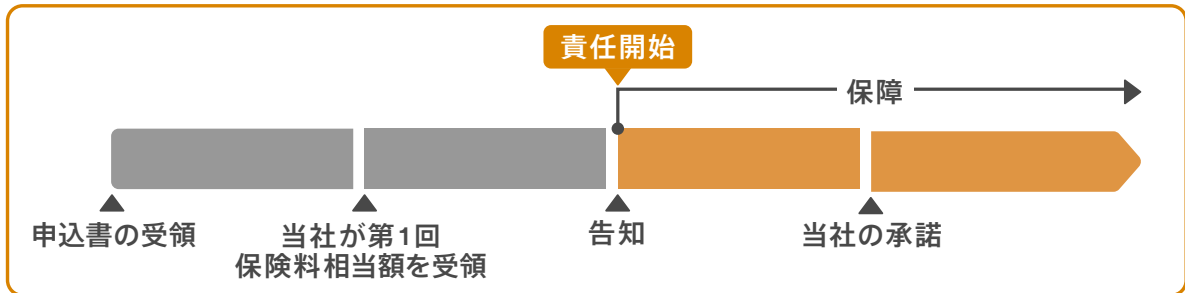 責任開始
保障
申込書の受領
当社が第1回
保険料相当額を受領
告知
当社の承諾